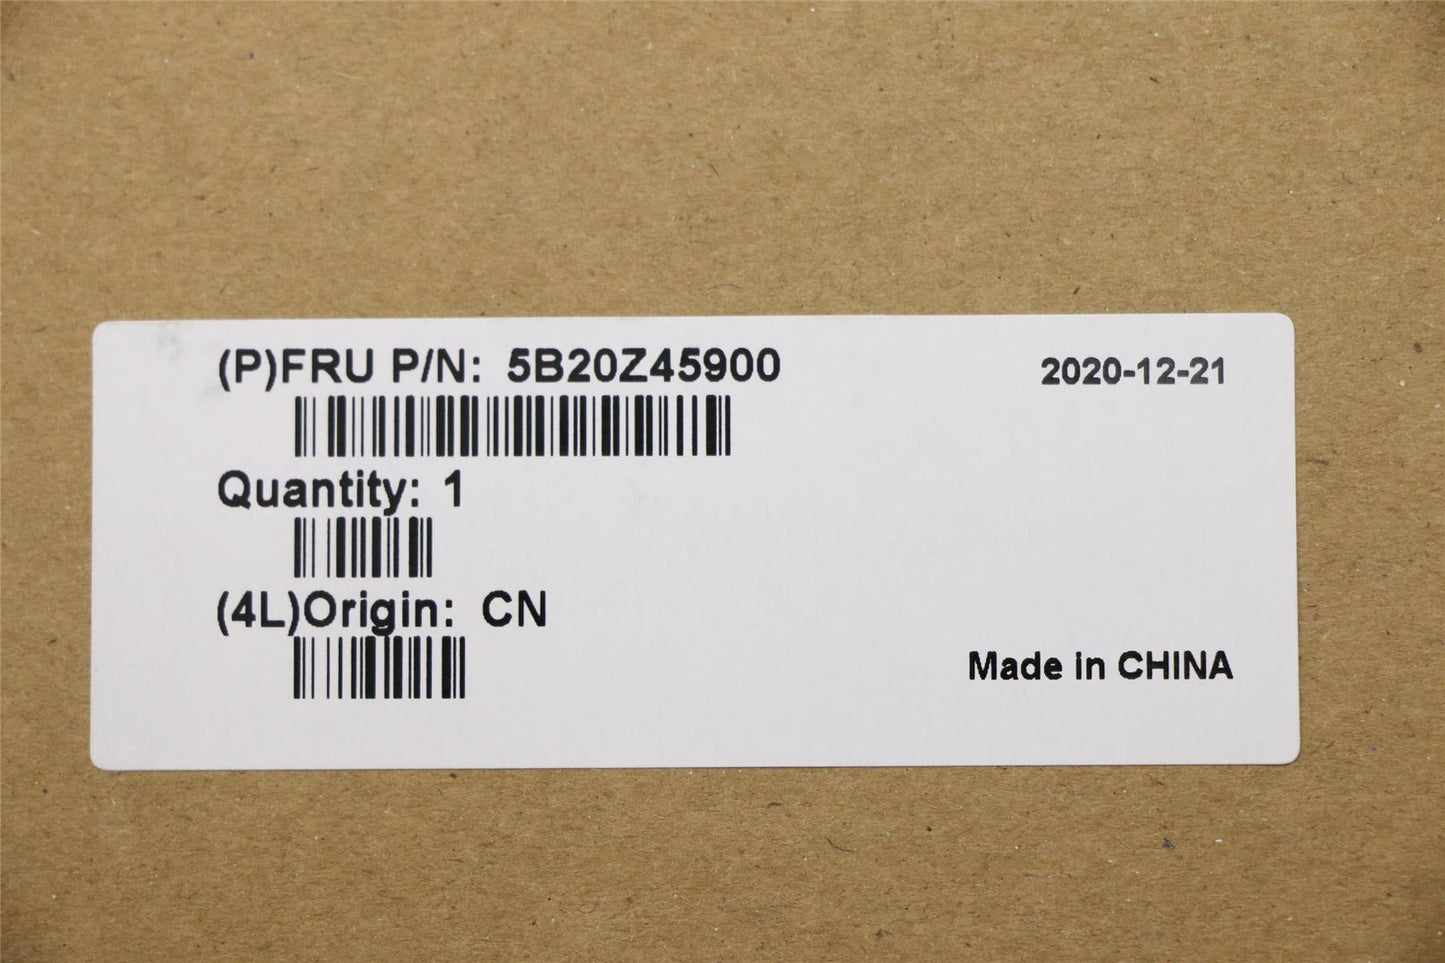 (P)FRU P/N: 5B20Z45900
2020-12-21
Quantity: 1
(4L)Origin: CN
Made in CHINA